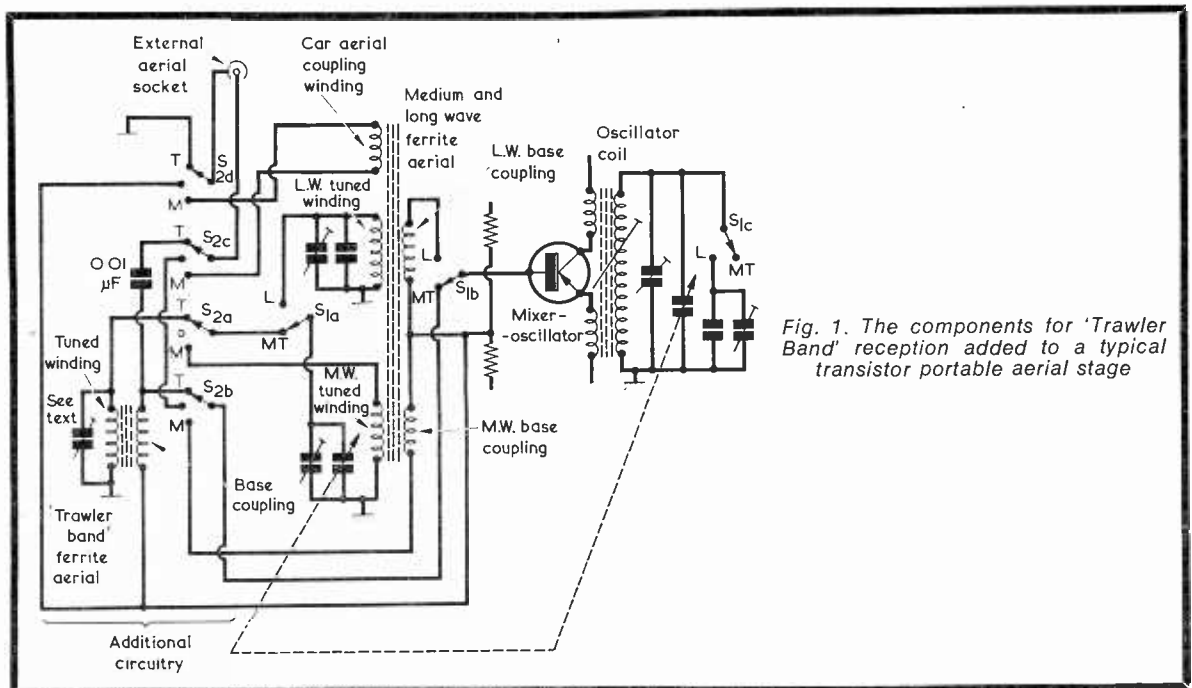 External
aerial
socket
Car aerial
coupling
winding
Medium and
long wave
ferrite
aerial
L.W. base
coupling
Oscillator
coil
T
S
2d
M
L.W. tuned
winding
T
S2c
M
0·01
µF
L
L
MT
S1b
S1c
L
MT
T
S2a
M
MT
S1a
Mixer-
-oscillator
Tuned
winding
See
text
T
S2b
M
M.W.
tuned
winding
M.W. base
coupling
Base
coupling
'Trawler
band'
ferrite
aerial
Additional
circuitry
Fig. 1. The components for 'Trawler
Band' reception added to a typical
transistor portable aerial stage